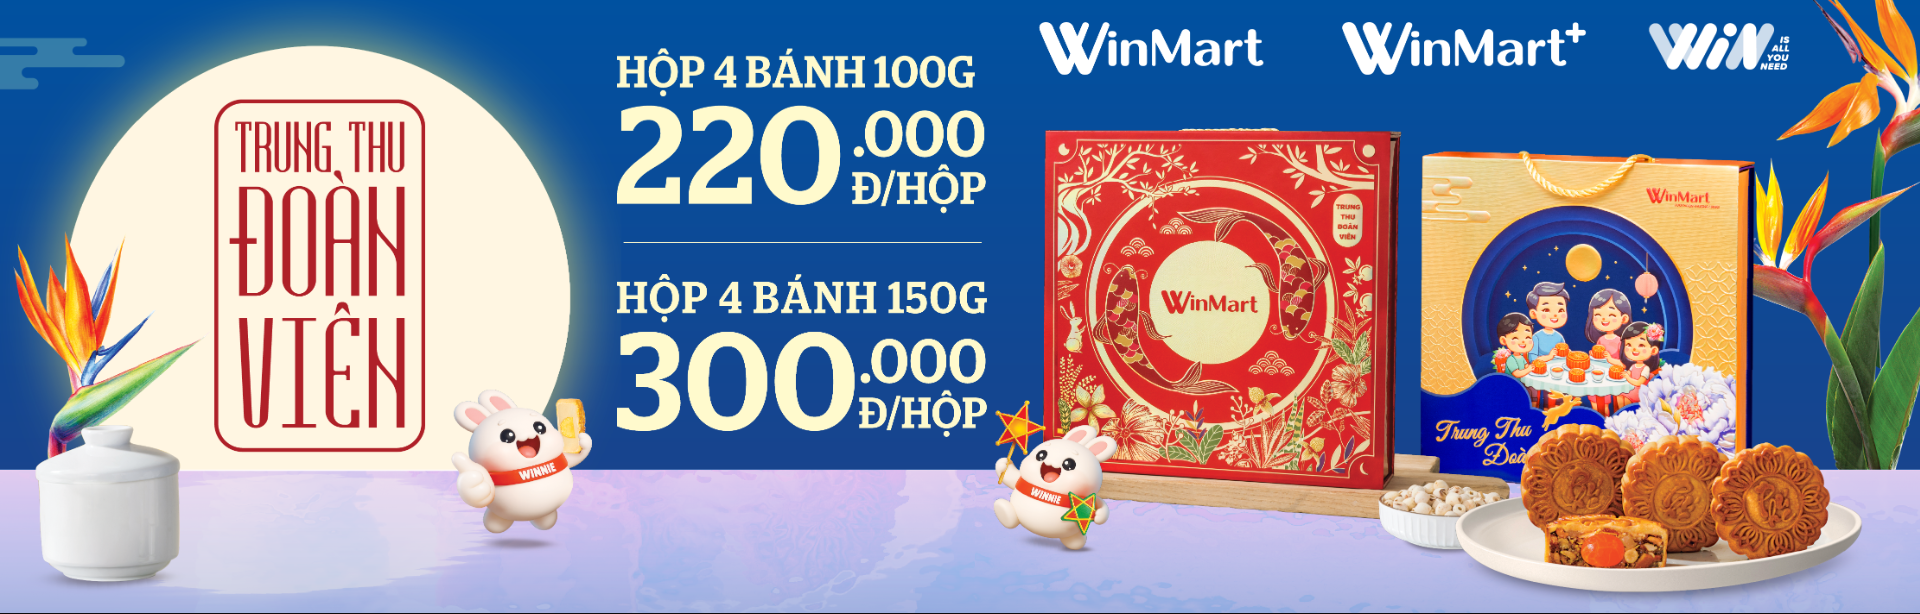 TRUNG THU
ĐOÀN
VIÊN
HỘP 4 BÁNH 100G
220.000
Đ/HỘP
HỘP 4 BÁNH 150G
300.000
Đ/HỘP
WinMart
WinMart+
WiN
IS
ALL
YOU
NEED
TRUNG
THU
ĐOÀN
VIÊN
WinMart
WinMart
Trung Thu
Đoà
WINNIE
WINNIE